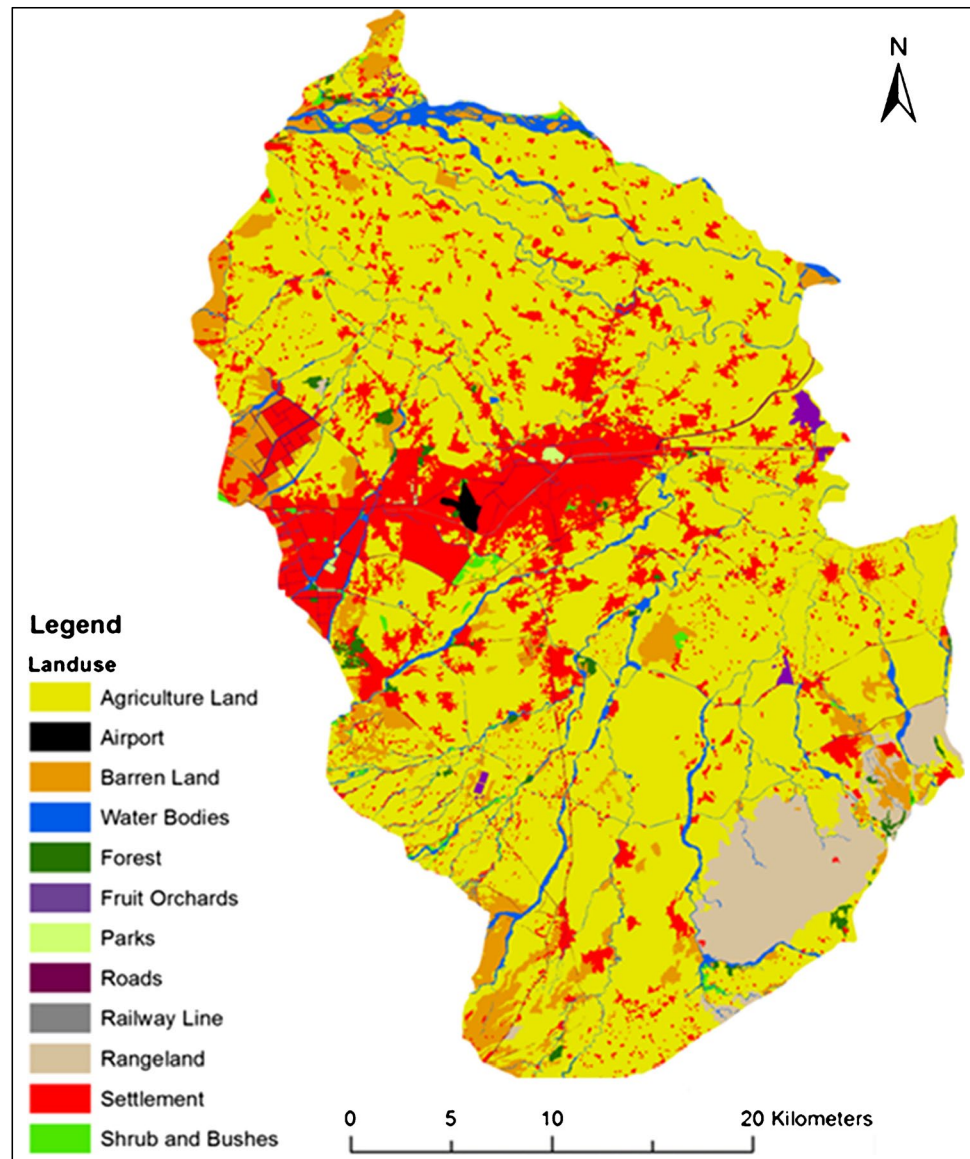 N
Legend
Landuse
Agriculture Land
Airport
Barren Land
Water Bodies
Forest
Fruit Orchards
Parks
Roads
Railway Line
Rangeland
Settlement
Shrub and Bushes
0 5 10 20 Kilometers